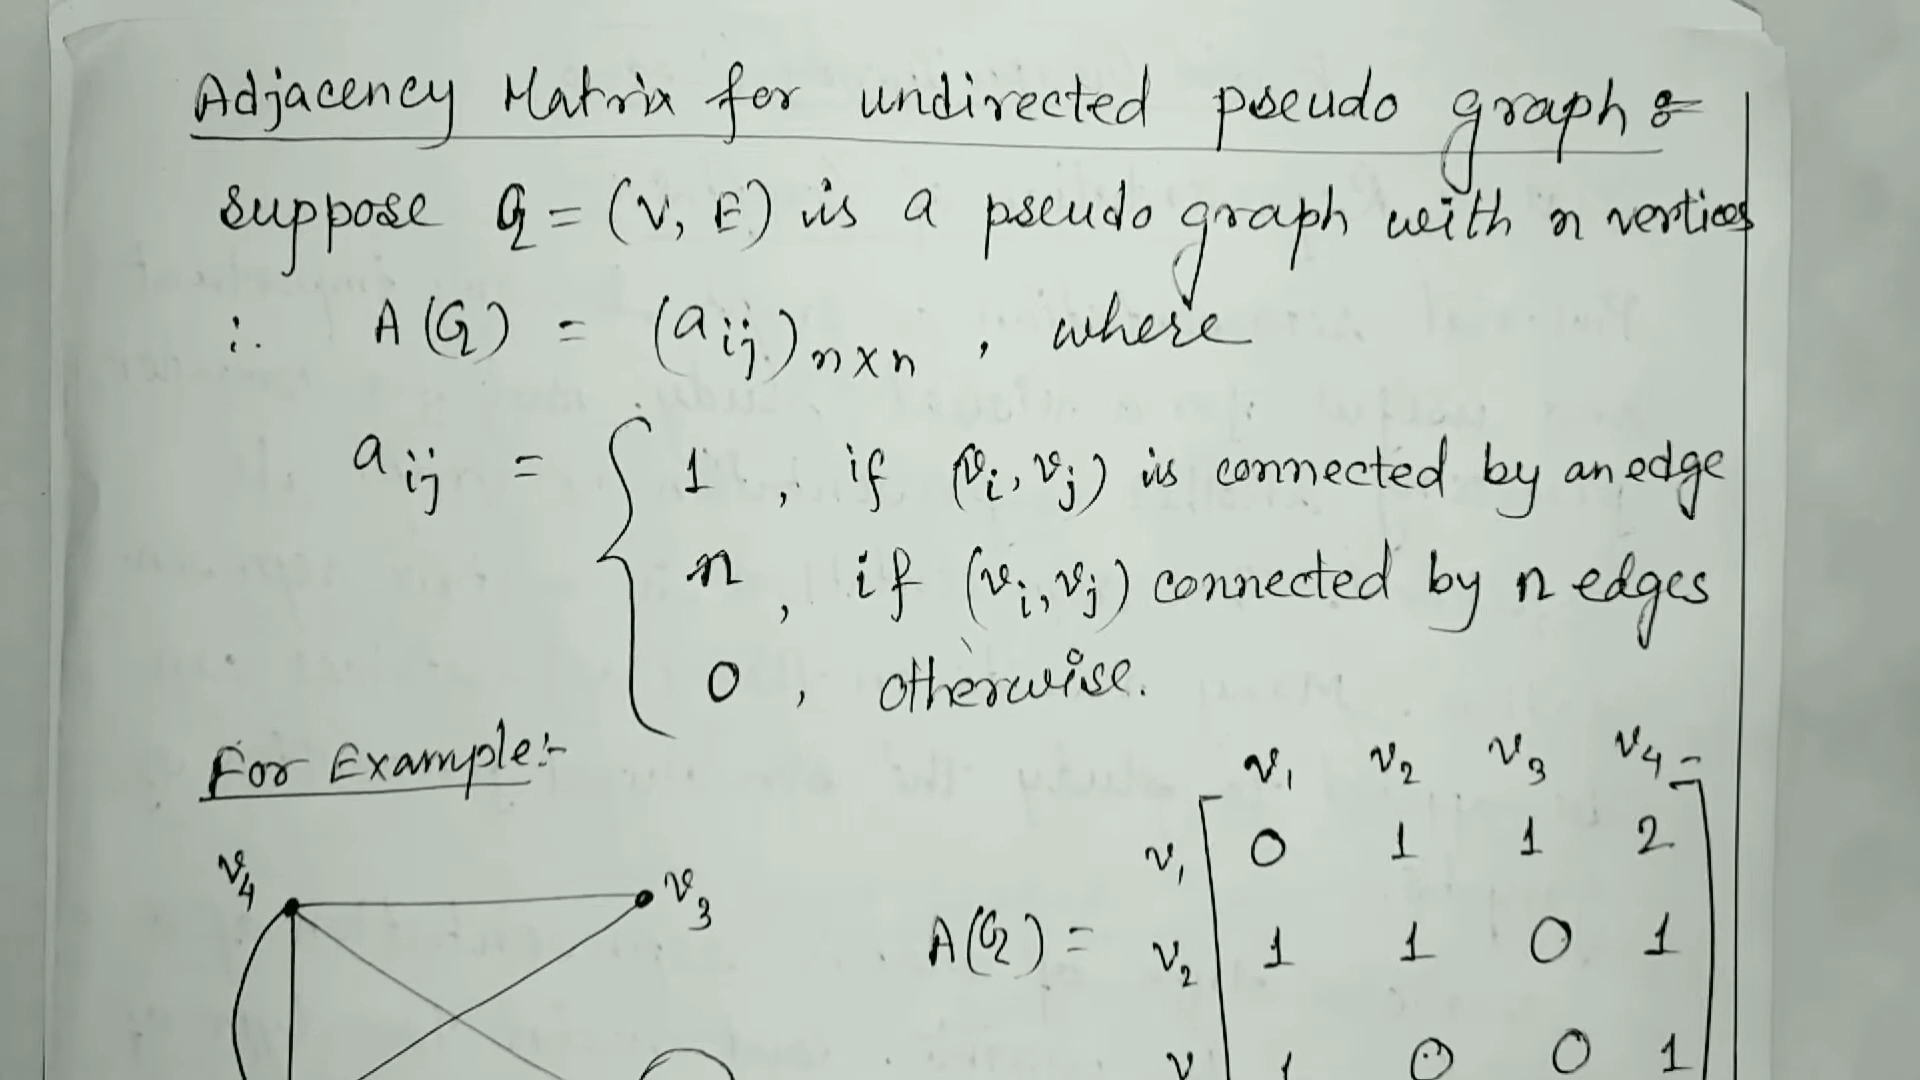 Adjacency Matrix for undirected pseudo graph :-
suppose G = (V, E) is a pseudo graph with n vertices
∴ A(G) = (aij)n×n , where
aij = { 1 , if (vi, vj) is connected by an edge
n , if (vi, vj) connected by n edges
0 , otherwise.
For Example:-
v1 v2 v3 v4
v1 0 1 1 2
v4 v3
A(G) = v2 1 1 0 1
v 1 0 0 1